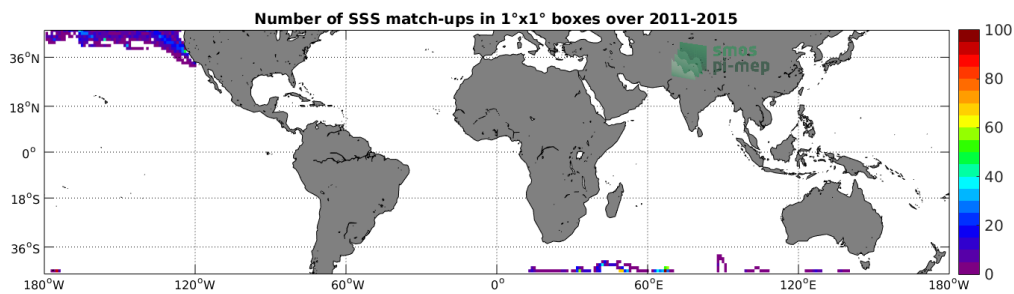 Number of SSS match-ups in 1°x1° boxes over 2011-2015
smos
pi-mep
36°N
18°N
0°
18°S
36°S
180°W 120°W 60°W 0° 60°E 120°E 180°W
100
80
60
40
20
0